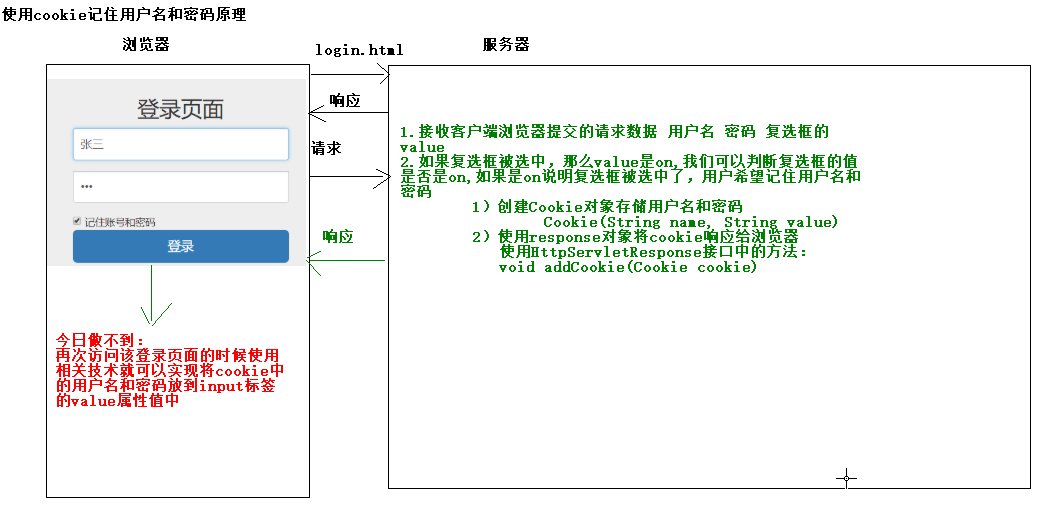 使用cookie记住用户名和密码原理
浏览器
login.html
服务器
登录页面
响应
张三
1.接收客户端浏览器提交的请求数据 用户名 密码 复选框的
value
请求
2.如果复选框被选中，那么value是on,我们可以判断复选框的值
是否是on,如果是on说明复选框被选中了，用户希望记住用户名和
密码
•••
1）创建Cookie对象存储用户名和密码
记住账号和密码
Cookie(String name, String value)
登录
响应
2）使用response对象将cookie响应给浏览器
使用HttpServletResponse接口中的方法：
void addCookie(Cookie cookie)
今日做不到：
再次访问该登录页面的时候使用
相关技术就可以实现将cookie中
的用户名和密码放到input标签
的value属性值中